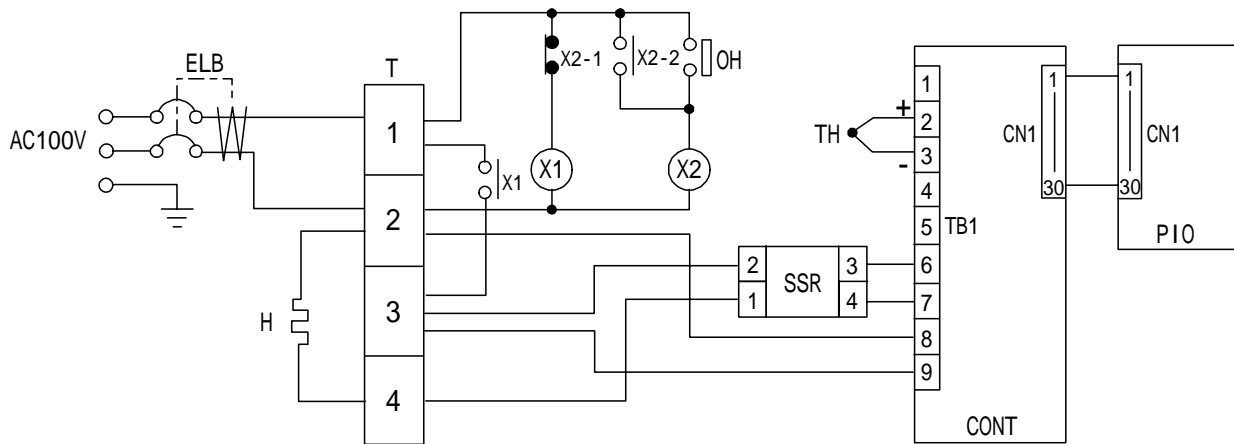 ELB
AC100V
T
1
2
3
4
H
X1
X2-1
X2-2
OH
X1
X2
TH
+
-
2
1
SSR
3
4
1
2
3
4
5
6
7
8
9
TB1
CONT
CN1
1
30
1
30
CN1
PIO